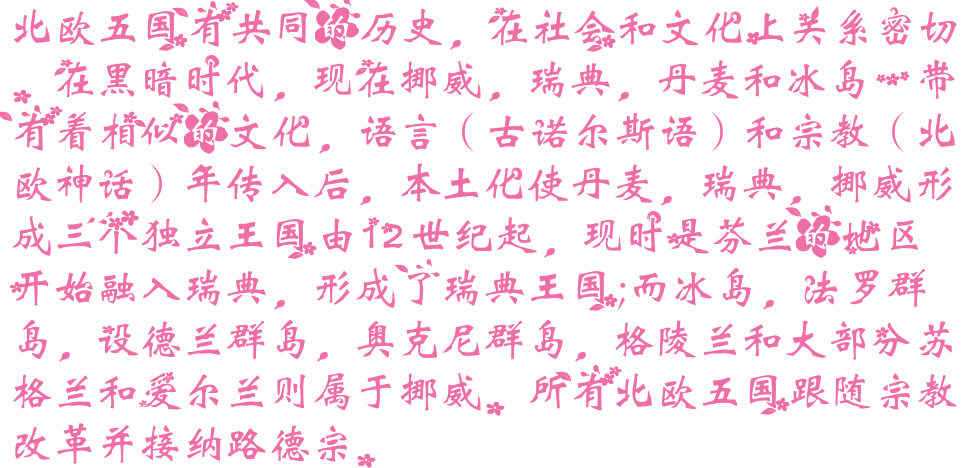 北欧五国有共同的历史，在社会和文化上关系密切
。在黑暗时代，现在挪威，瑞典，丹麦和冰岛一带
有着相似的文化，语言（古诺尔斯语）和宗教（北
欧神话）年传入后，本土化使丹麦，瑞典，挪威形
成三个独立王国由12世纪起，现时是芬兰的地区
开始融入瑞典，形成了瑞典王国;而冰岛，法罗群
岛，设德兰群岛，奥克尼群岛，格陵兰和大部分苏
格兰和爱尔兰则属于挪威。所有北欧五国跟随宗教
改革并接纳路德宗。